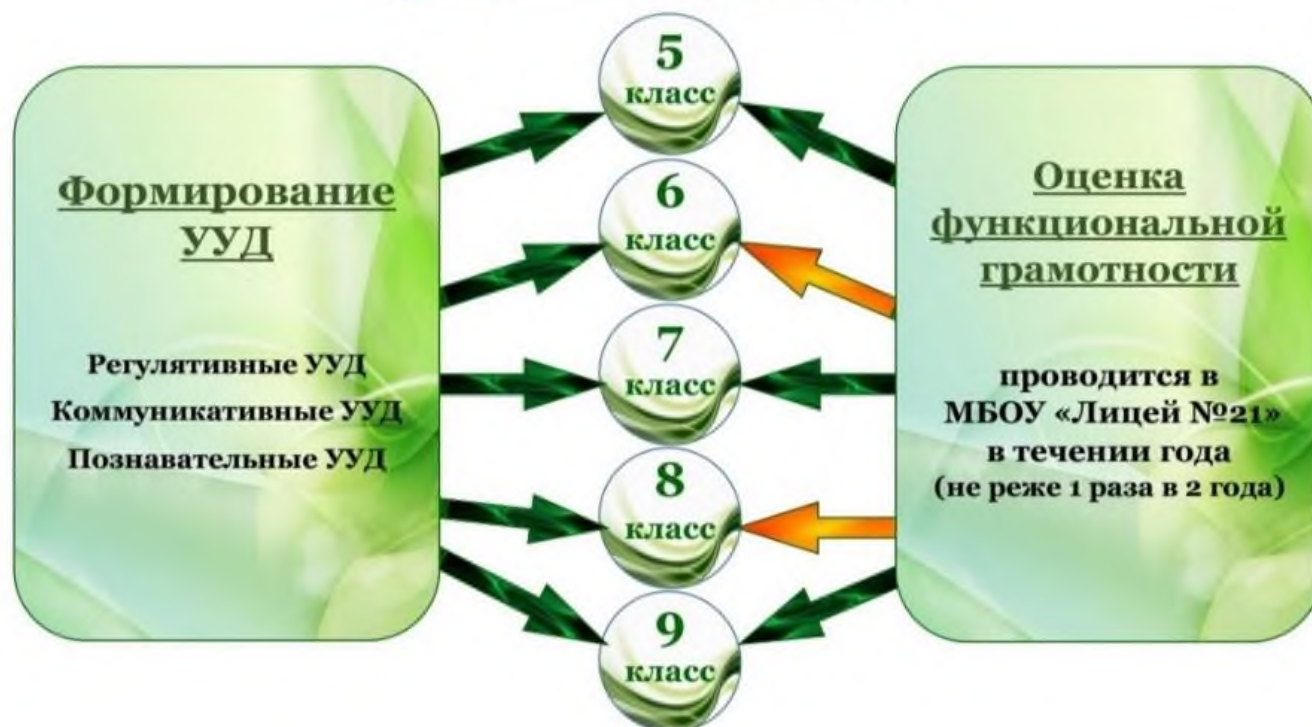 Формирование
УУД
Регулятивные УУД
Коммуникативные УУД
Познавательные УУД
5
класс
6
класс
7
класс
8
класс
9
класс
Оценка
функциональной
грамотности
проводится в
МБОУ «Лицей №21»
в течении года
(не реже 1 раза в 2 года)